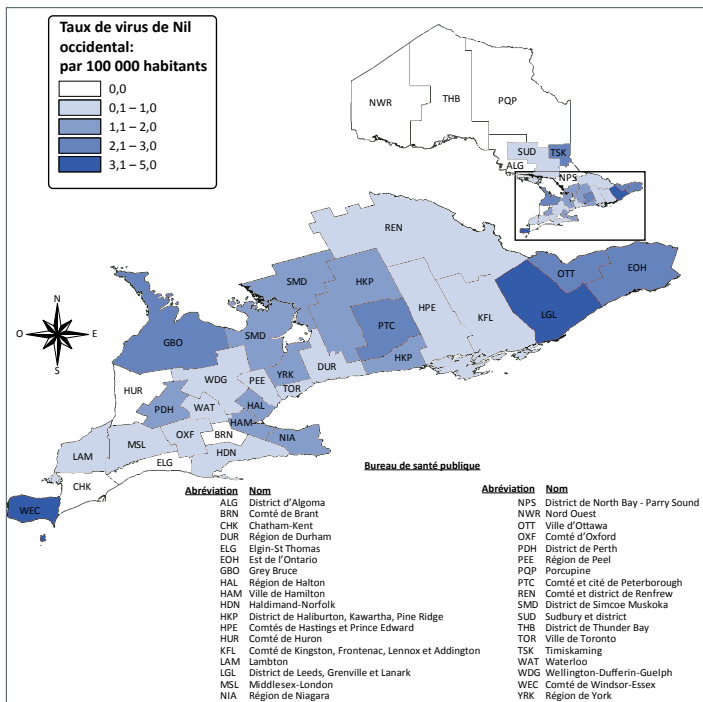 Taux de virus de Nil
occidental:
par 100 000 habitants
0,0
0,1 – 1,0
1,1 – 2,0
2,1 – 3,0
3,1 – 5,0
NWR
THB
PQP
SUD
TSK
ALG
NPS
REN
SMD
HKP
OTT
EOH
HPE
PTC
KFL
LGL
N
O
E
S
GBO
SMD
HKP
DUR
YRK
WDG
PEE
TOR
HUR
PDH
WAT
HAL
HAM
NIA
LAM
MSL
OXF
BRN
HDN
ELG
CHK
WEC
Bureau de santé publique
Abréviation Nom
ALG District d’Algoma
BRN Comté de Brant
CHK Chatham-Kent
DUR Région de Durham
ELG Elgin-St Thomas
EOH Est de l’Ontario
GBO Grey Bruce
HAL Région de Halton
HAM Ville de Hamilton
HDN Haldimand-Norfolk
HKP District de Haliburton, Kawartha, Pine Ridge
HPE Comtés de Hastings et Prince Edward
HUR Comté de Huron
KFL Comté de Kingston, Frontenac, Lennox et Addington
LAM Lambton
LGL District de Leeds, Grenville et Lanark
MSL Middlesex-London
NIA Région de Niagara
Abréviation Nom
NPS District de North Bay - Parry Sound
NWR Nord Ouest
OTT Ville d’Ottawa
OXF Comté d’Oxford
PDH District de Perth
PEE Région de Peel
PQP Porcupine
PTC Comté et cité de Peterborough
REN Comté et district de Renfrew
SMD District de Simcoe Muskoka
SUD Sudbury et district
THB District de Thunder Bay
TOR Ville de Toronto
TSK Timiskaming
WAT Waterloo
WDG Wellington-Dufferin-Guelph
WEC Comté de Windsor-Essex
YRK Région de York